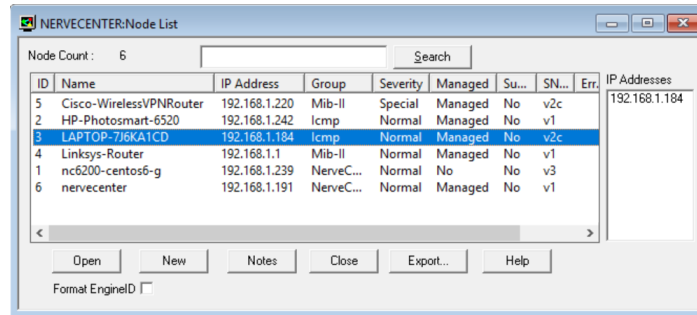 NERVECENTER:Node List
Node Count : 6 Search
ID Name IP Address Group Severity Managed Su... SN... Err. IP Addresses
5 Cisco-WirelessVPNRouter 192.168.1.220 Mib-II Special Managed No v2c 192.168.1.184
2 HP-Photosmart-6520 192.168.1.242 Icmp Normal Managed No v1
3 LAPTOP-7J6KA1CD 192.168.1.184 Icmp Normal Managed No v2c
4 Linksys-Router 192.168.1.1 Mib-II Normal Managed No v1
1 nc6200-centos6-g 192.168.1.239 NerveC... Normal No No v3
6 nervecenter 192.168.1.191 NerveC... Normal Managed No v1
Open New Notes Close Export... Help
Format EngineID